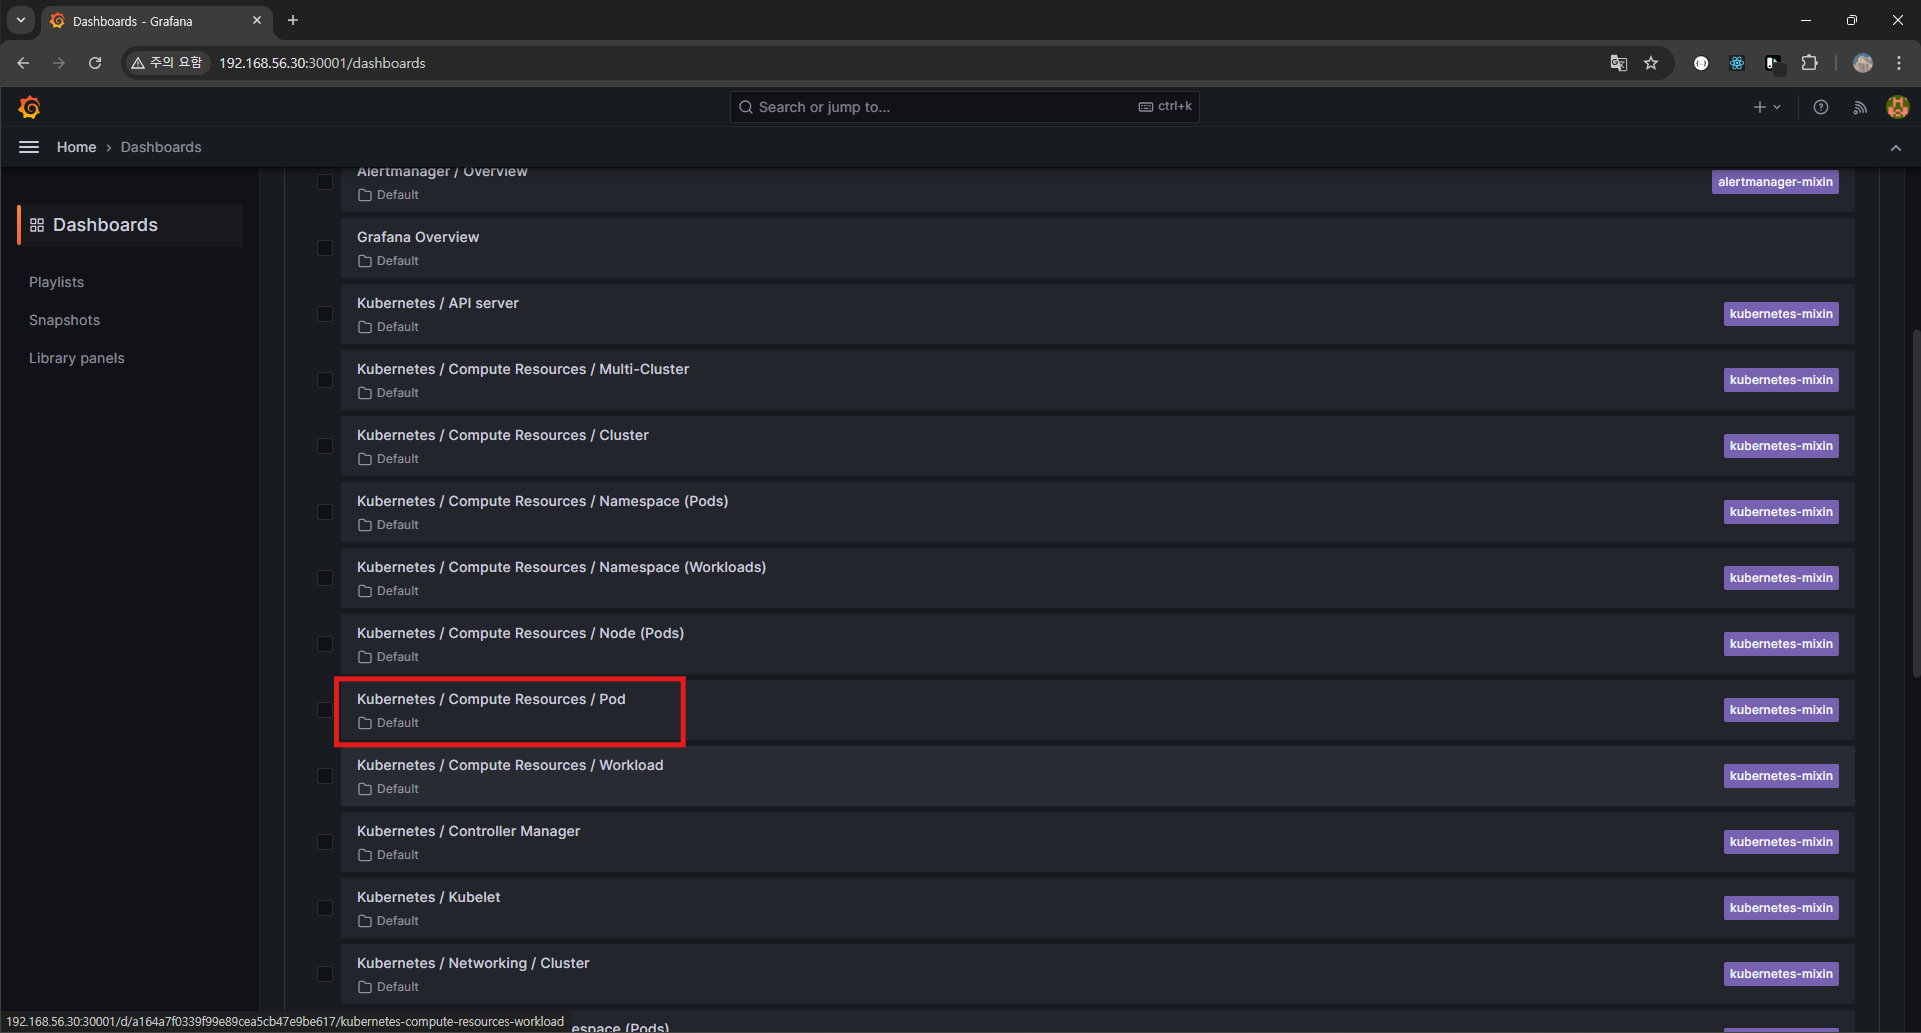 Dashboards - Grafana
주의 요함 192.168.56.30:30001/dashboards
Search or jump to... ctrl+k
Home › Dashboards
Dashboards
Playlists
Snapshots
Library panels
Alertmanager / Overview
Default
alertmanager-mixin
Grafana Overview
Default
Kubernetes / API server
Default
kubernetes-mixin
Kubernetes / Compute Resources / Multi-Cluster
Default
kubernetes-mixin
Kubernetes / Compute Resources / Cluster
Default
kubernetes-mixin
Kubernetes / Compute Resources / Namespace (Pods)
Default
kubernetes-mixin
Kubernetes / Compute Resources / Namespace (Workloads)
Default
kubernetes-mixin
Kubernetes / Compute Resources / Node (Pods)
Default
kubernetes-mixin
Kubernetes / Compute Resources / Pod
Default
kubernetes-mixin
Kubernetes / Compute Resources / Workload
Default
kubernetes-mixin
Kubernetes / Controller Manager
Default
kubernetes-mixin
Kubernetes / Kubelet
Default
kubernetes-mixin
Kubernetes / Networking / Cluster
Default
kubernetes-mixin
192.168.56.30:30001/d/a164a7f0339f99e89cea5cb47e9be617/kubernetes-compute-resources-workload
(Pods)